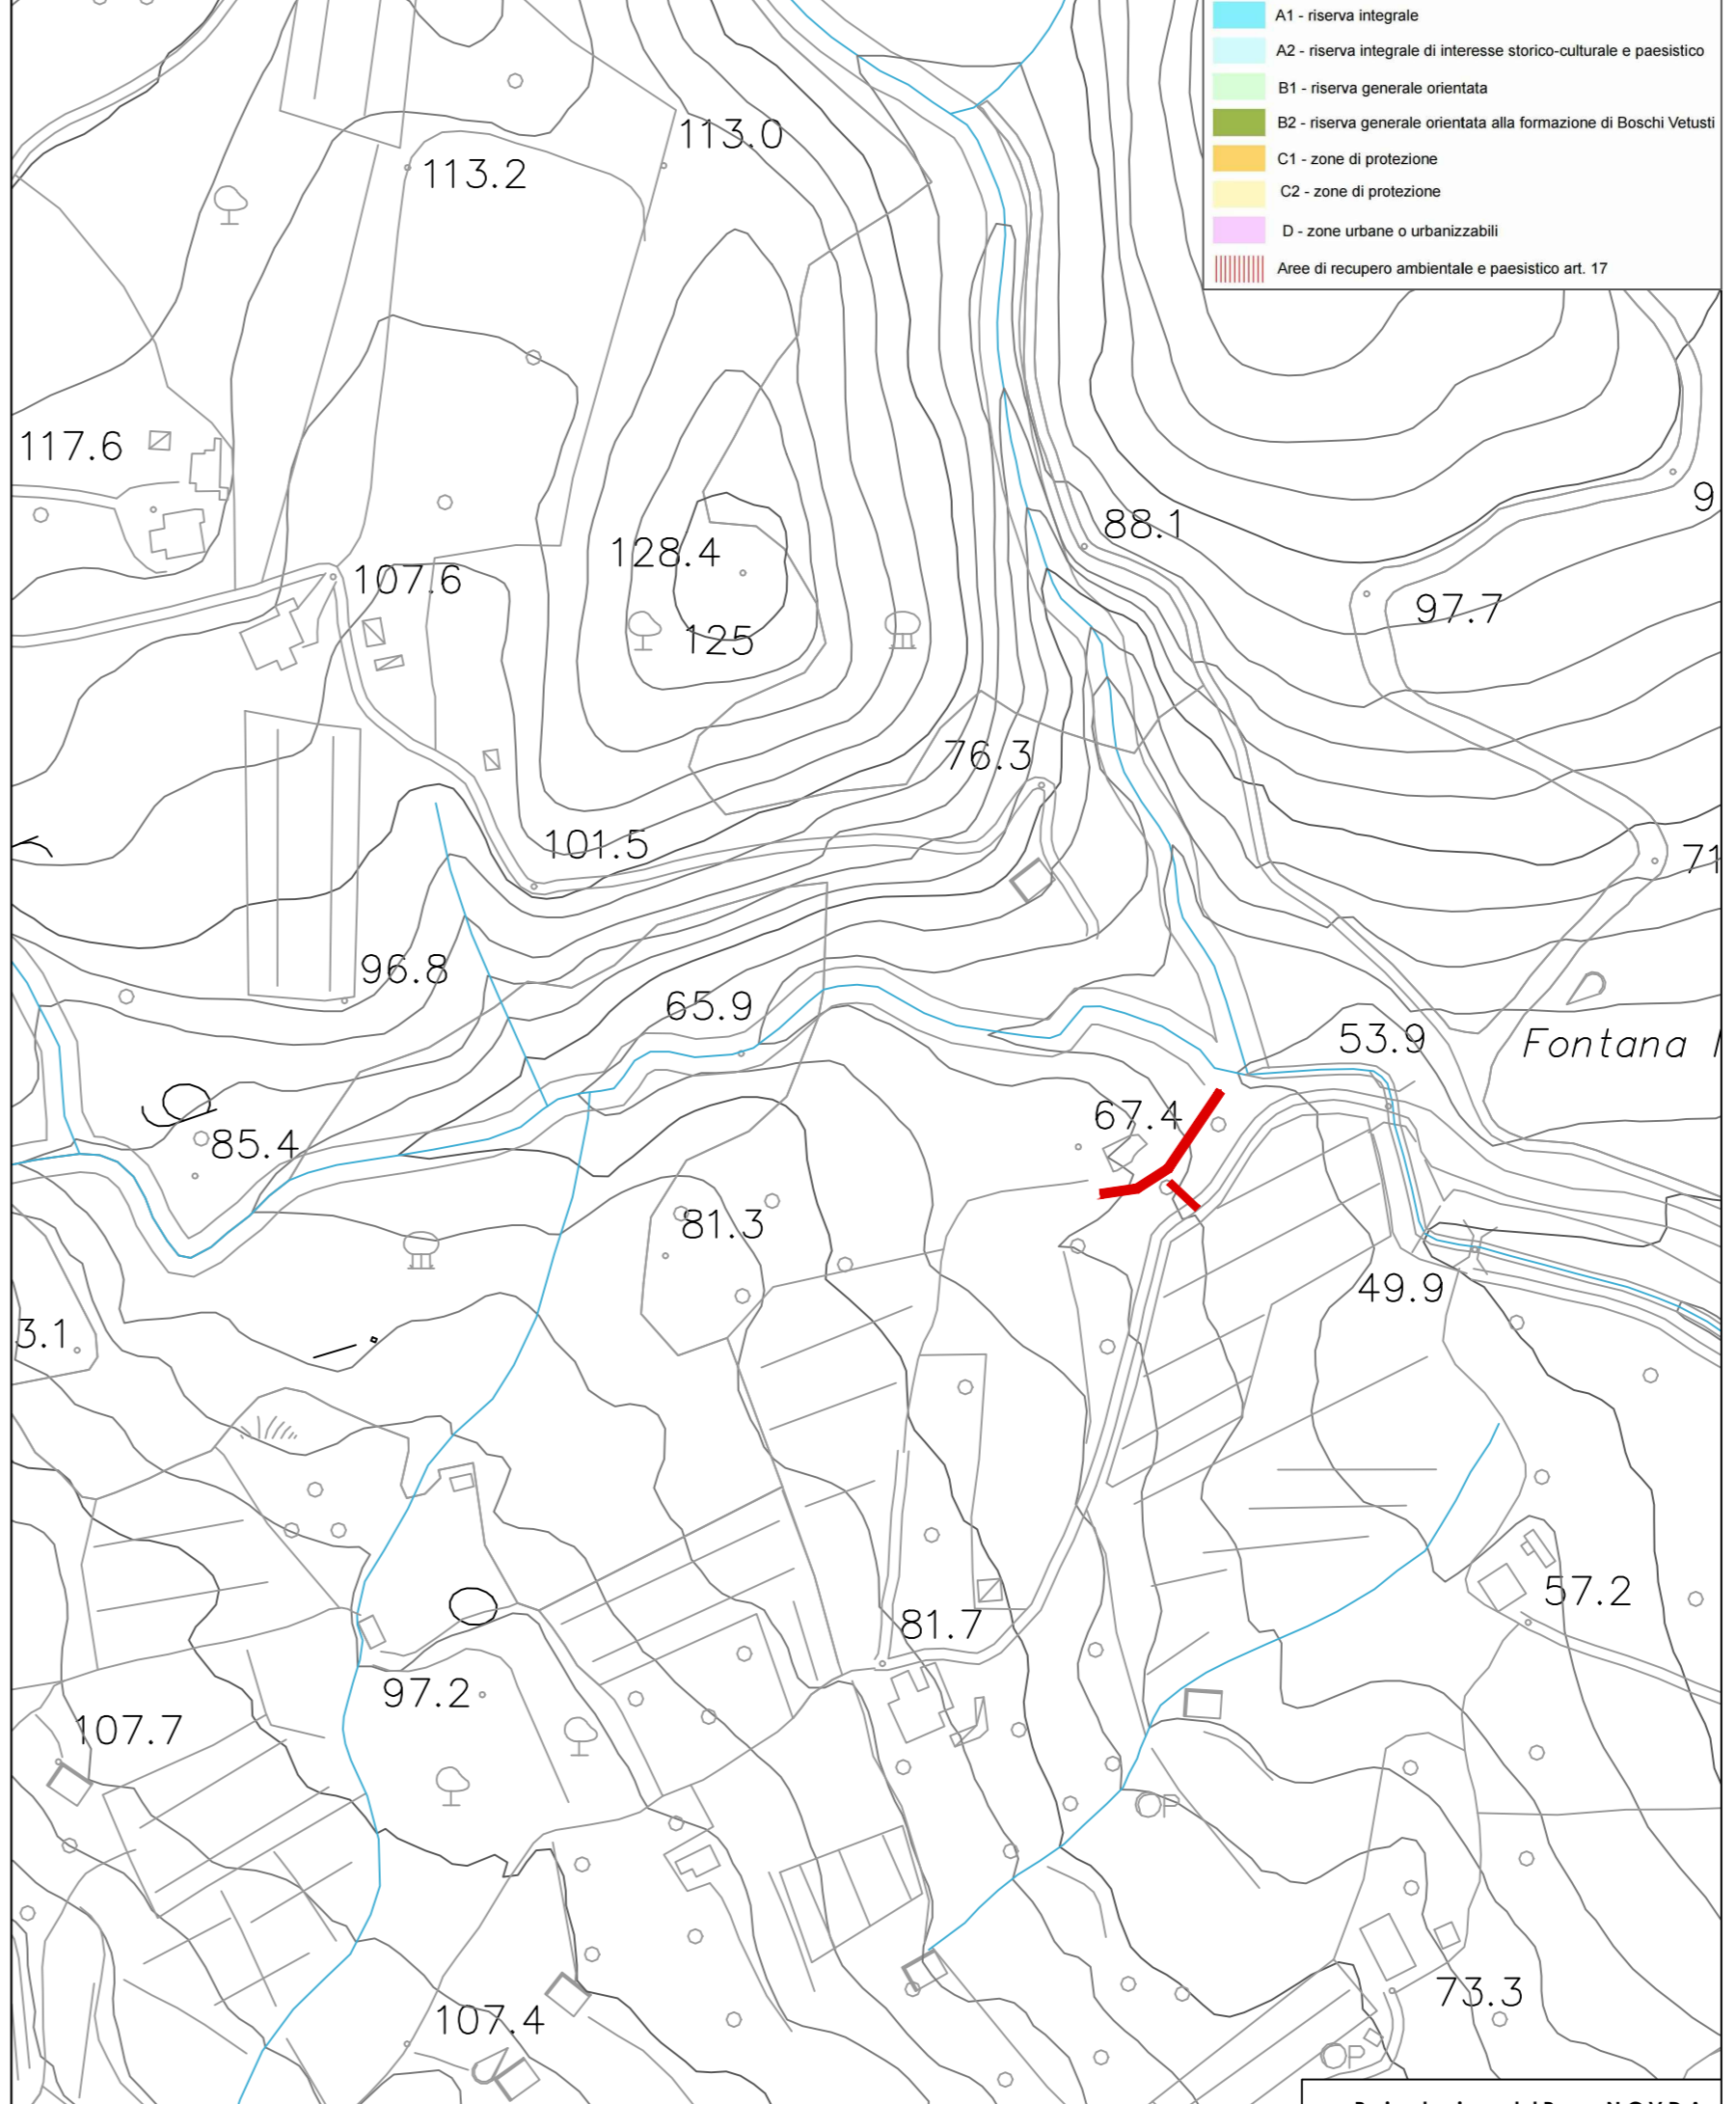 A1 - riserva integrale
A2 - riserva integrale di interesse storico-culturale e paesistico
B1 - riserva generale orientata
B2 - riserva generale orientata alla formazione di Boschi Vetusti
C1 - zone di protezione
C2 - zone di protezione
D - zone urbane o urbanizzabili
Aree di recupero ambientale e paesistico art. 17
113.0
113.2
117.6
88.1
128.4
107.6
97.7
125
76.3
101.5
71
96.8
65.9
53.9
Fontana
67.4
85.4
81.3
49.9
3.1
57.2
81.7
97.2
107.7
P
73.3
107.4
P